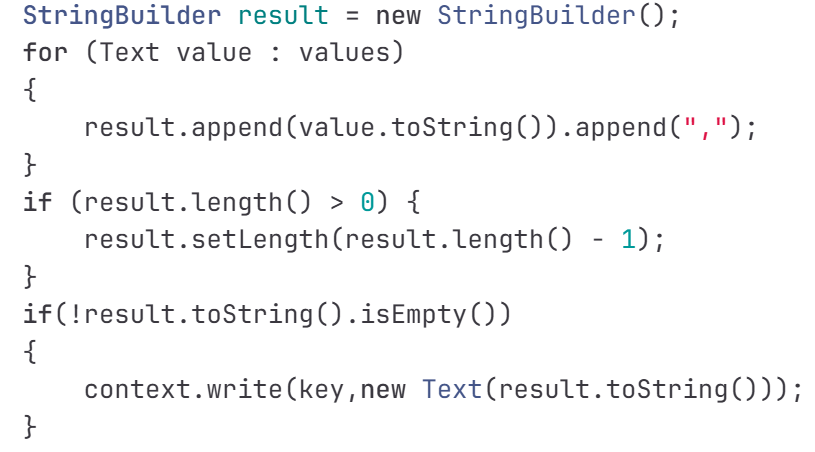 StringBuilder result = new StringBuilder();
for (Text value : values)
{
    result.append(value.toString()).append(",");
}
if (result.length() > 0) {
    result.setLength(result.length() - 1);
}
if(!result.toString().isEmpty())
{
    context.write(key,new Text(result.toString()));
}